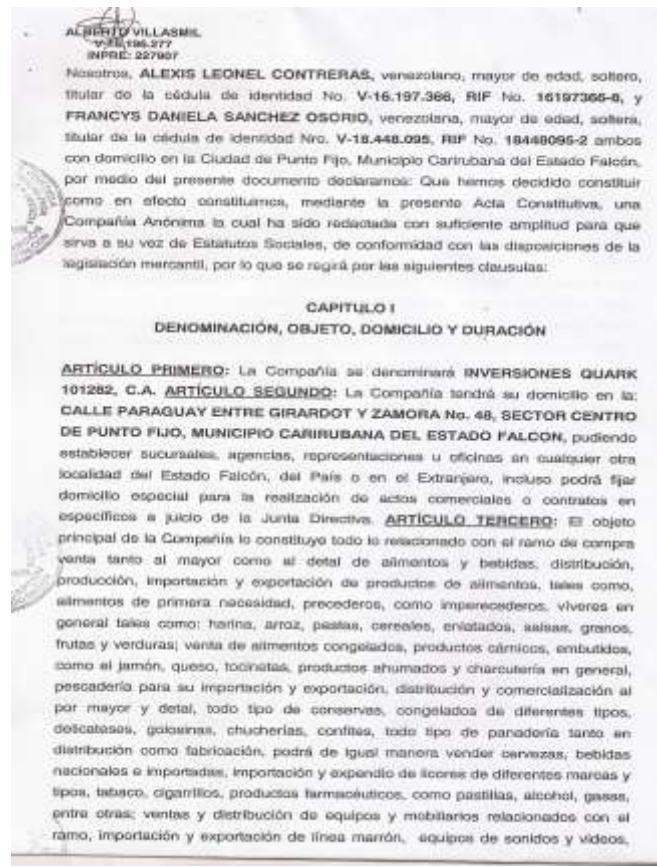 ALBERTO VILLASMIL
V-16.195.277
INPRE: 227907
Nosotros, ALEXIS LEONEL CONTRERAS, venezolano, mayor de edad, soltero,
titular de la cédula de identidad No. V-16.197.366, RIF No. 16197366-8, y
FRANCYS DANIELA SANCHEZ OSORIO, venezolana, mayor de edad, soltera,
titular de la cédula de identidad Nro. V-18.448.095, RIF No. 18448095-2 ambos
con domicilio en la Ciudad de Punto Fijo, Municipio Carirubana del Estado Falcón,
por medio del presente documento declaramos: Que hemos decidido constituir
como en efecto constituimos, mediante la presente Acta Constitutiva, una
Compañía Anónima la cual ha sido redactada con suficiente amplitud para que
sirva a su vez de Estatutos Sociales, de conformidad con las disposiciones de la
legislación mercantil, por lo que se regirá por las siguientes clausulas:
CAPITULO I
DENOMINACIÓN, OBJETO, DOMICILIO Y DURACIÓN
ARTÍCULO PRIMERO: La Compañía se denominará INVERSIONES QUARK
101282, C.A. ARTÍCULO SEGUNDO: La Compañía tendrá su domicilio en la:
CALLE PARAGUAY ENTRE GIRARDOT Y ZAMORA No. 48, SECTOR CENTRO
DE PUNTO FIJO, MUNICIPIO CARIRUBANA DEL ESTADO FALCON, pudiendo
establecer sucursales, agencias, representaciones u oficinas en cualquier otra
localidad del Estado Falcón, del País o en el Extranjero, incluso podrá fijar
domicilio especial para la realización de actos comerciales o contratos en
específicos a juicio de la Junta Directiva. ARTÍCULO TERCERO: El objeto
principal de la Compañía lo constituye todo lo relacionado con el ramo de compra
venta tanto al mayor como al detal de alimentos y bebidas, distribución,
producción, importación y exportación de productos de alimentos, tales como,
alimentos de primera necesidad, precederos, como imperecederos, víveres en
general tales como: harina, arroz, pastas, cereales, enlatados, salsas, granos,
frutas y verduras; venta de alimentos congelados, productos cárnicos, embutidos,
como el jamón, queso, tocinetas, productos ahumados y charcutería en general,
pescadería para su importación y exportación, distribución y comercialización al
por mayor y detal, todo tipo de conservas, congelados de diferentes tipos,
delicateses, golosinas, chucherías, confites, todo tipo de panadería tanto en
distribución como fabricación, podrá de igual manera vender cervezas, bebidas
nacionales e importadas, importación y expendio de licores de diferentes marcas y
tipos, tabaco, cigarrillos, productos farmacéuticos, como pastillas, alcohol, gasas,
entre otras; ventas y distribución de equipos y mobiliarios relacionados con el
ramo, importación y exportación de línea marrón, equipos de sonidos y videos,